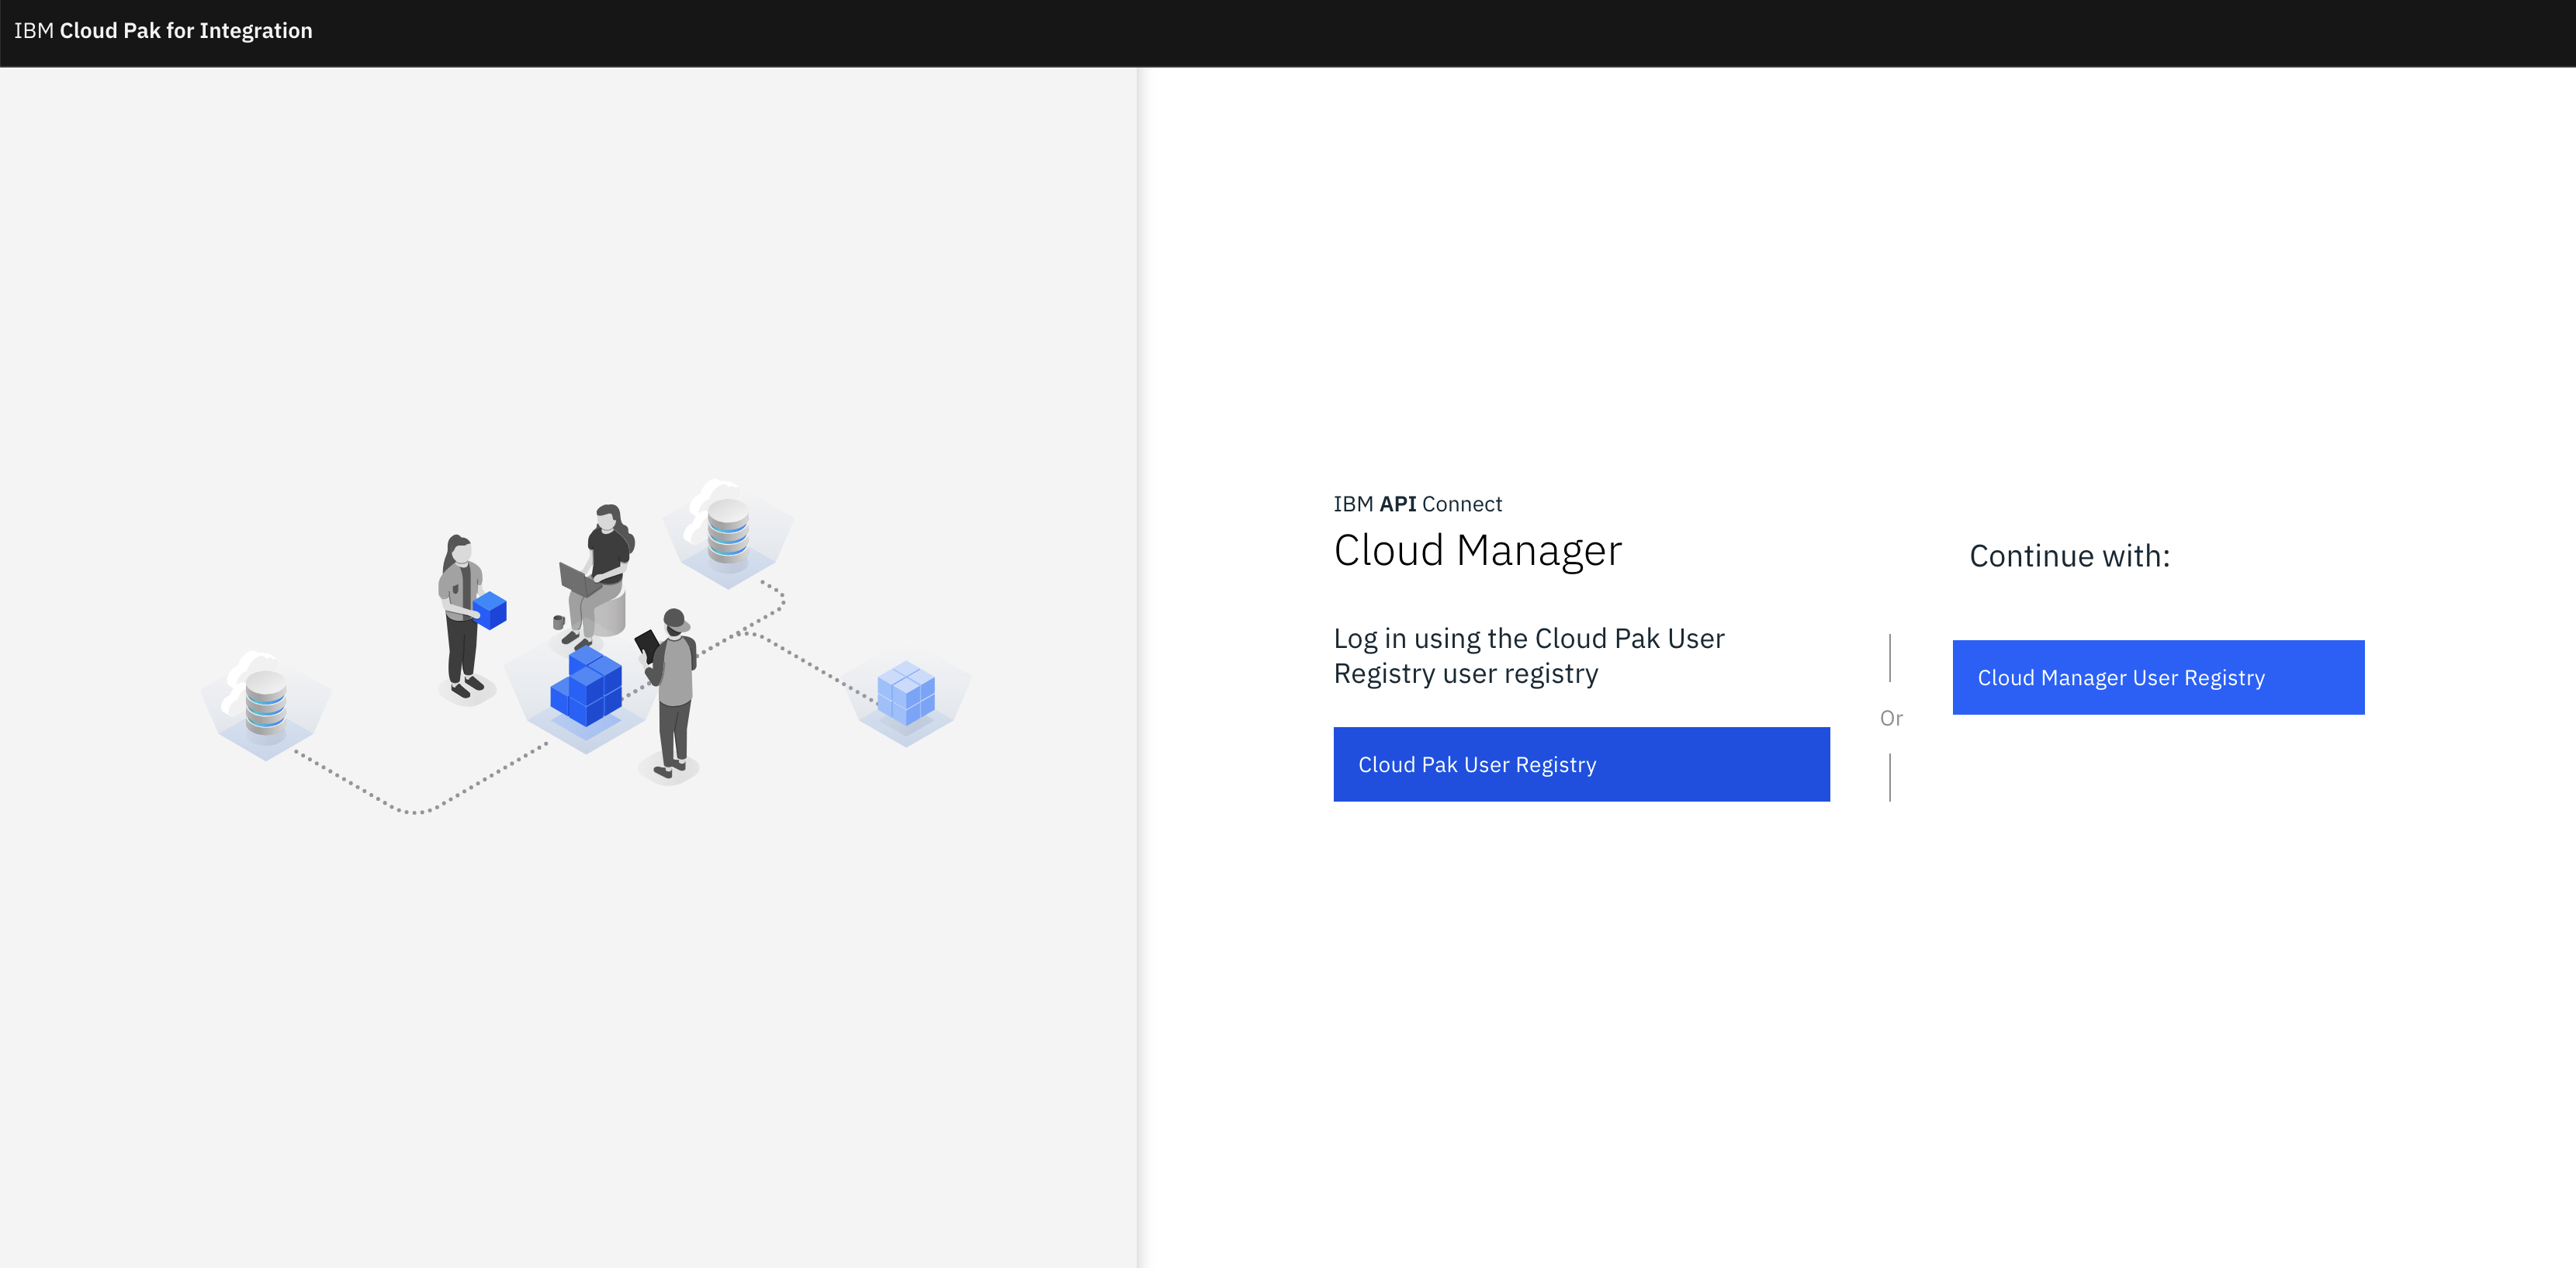 IBM Cloud Pak for Integration
IBM API Connect
Cloud Manager
Log in using the Cloud Pak User
Registry user registry
Cloud Pak User Registry
Or
Continue with:
Cloud Manager User Registry